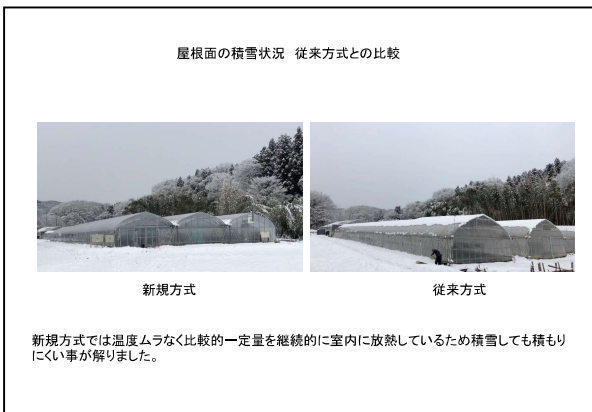 屋根面の積雪状況 従来方式との比較
新規方式
従来方式
新規方式では温度ムラなく比較的一定量を継続的に室内に放熱しているため積雪しても積もり
にくい事が解りました。